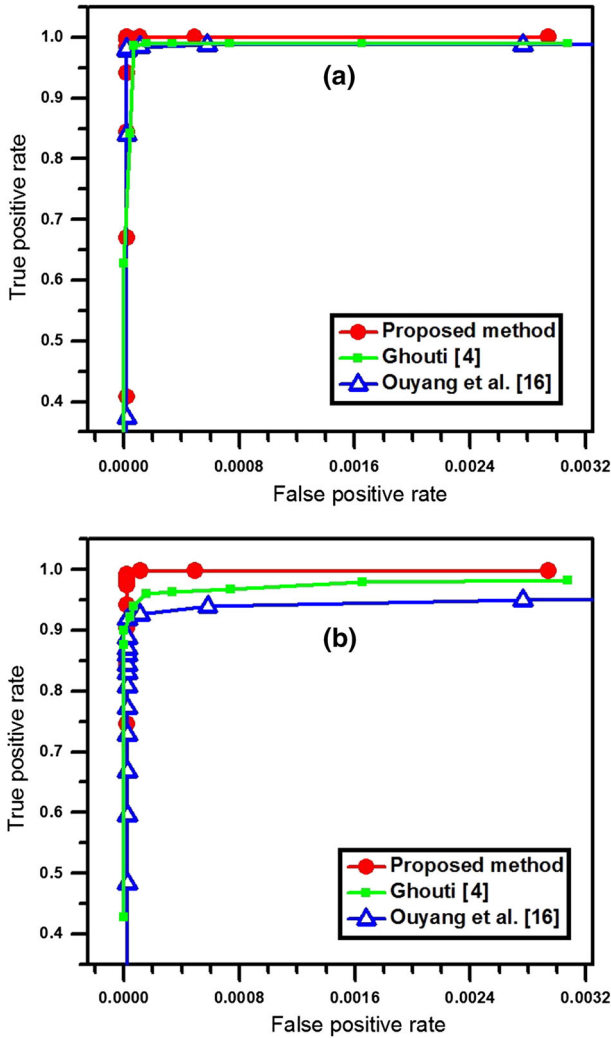 (a)
True positive rate
1.0
0.9
0.8
0.7
0.6
0.5
0.4
Proposed method
Ghouti [4]
Ouyang et al. [16]
0.0000 0.0008 0.0016 0.0024 0.0032
False positive rate
(b)
True positive rate
1.0
0.9
0.8
0.7
0.6
0.5
0.4
Proposed method
Ghouti [4]
Ouyang et al. [16]
0.0000 0.0008 0.0016 0.0024 0.0032
False positive rate